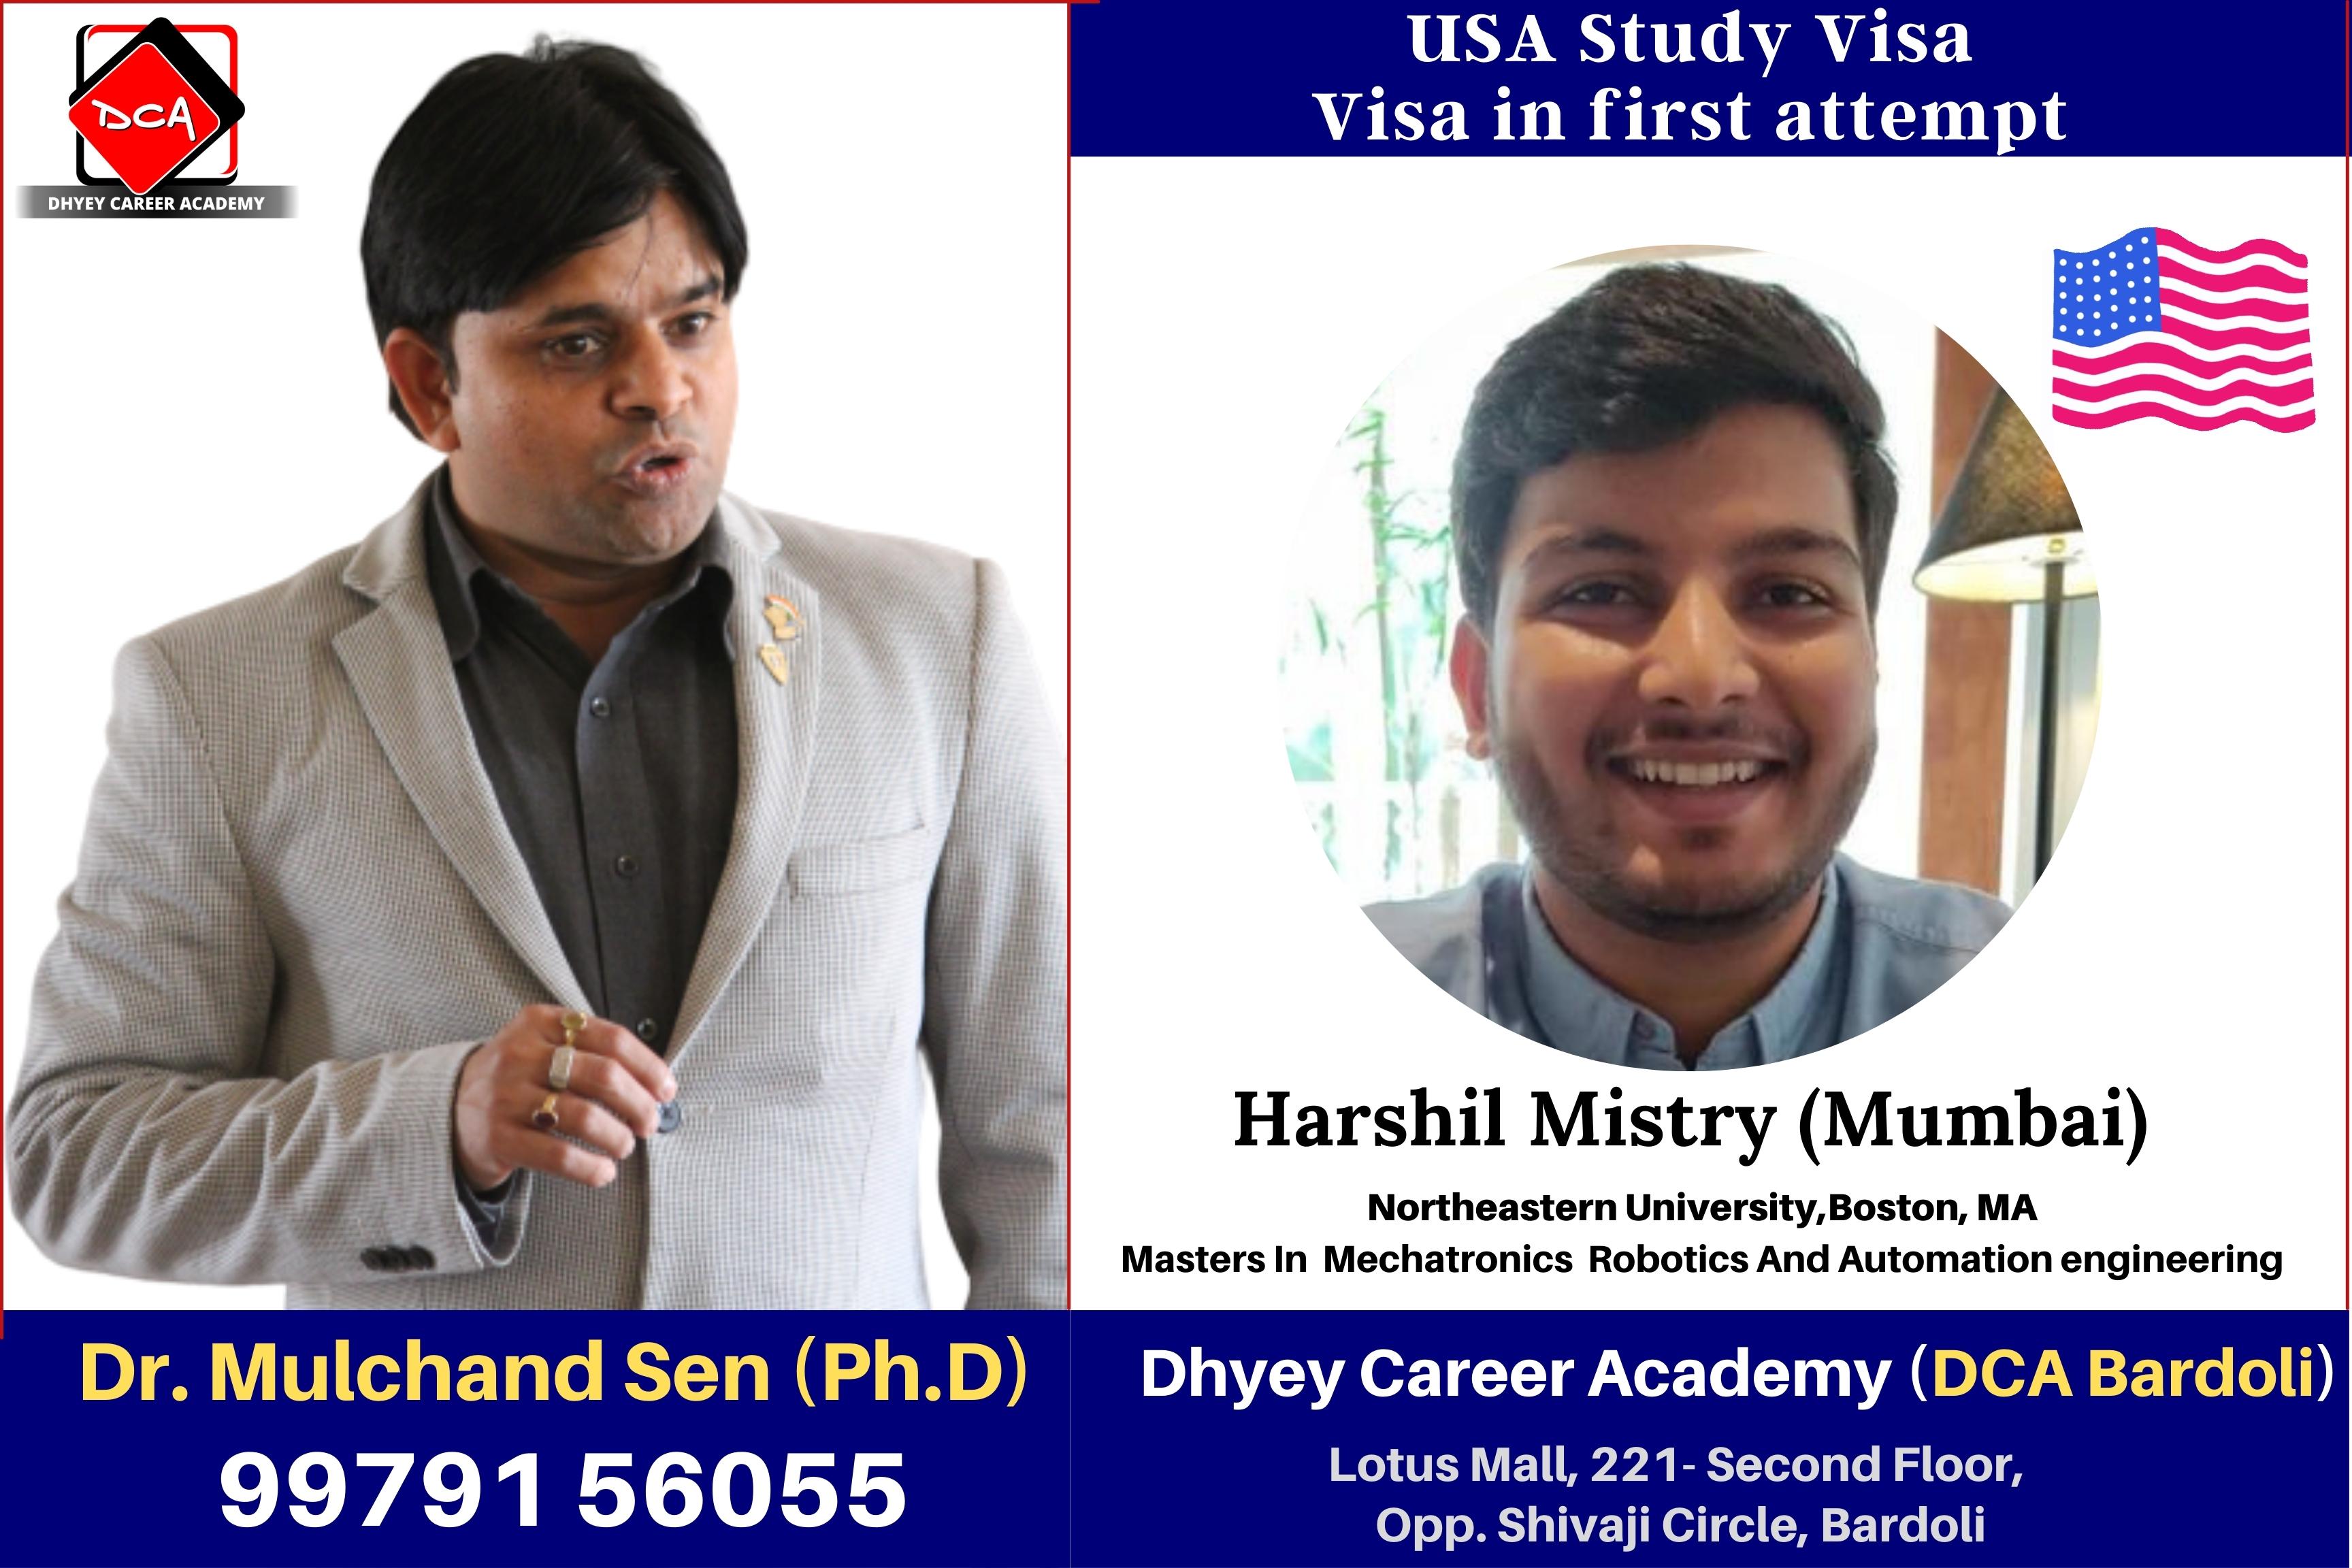 DCA
DHYEY CAREER ACADEMY
USA Study Visa
Visa in first attempt
Harshil Mistry (Mumbai)
Northeastern University,Boston, MA
Masters In Mechatronics Robotics And Automation engineering
Dr. Mulchand Sen (Ph.D)
99791 56055
Dhyey Career Academy (DCA Bardoli)
Lotus Mall, 221- Second Floor,
Opp. Shivaji Circle, Bardoli